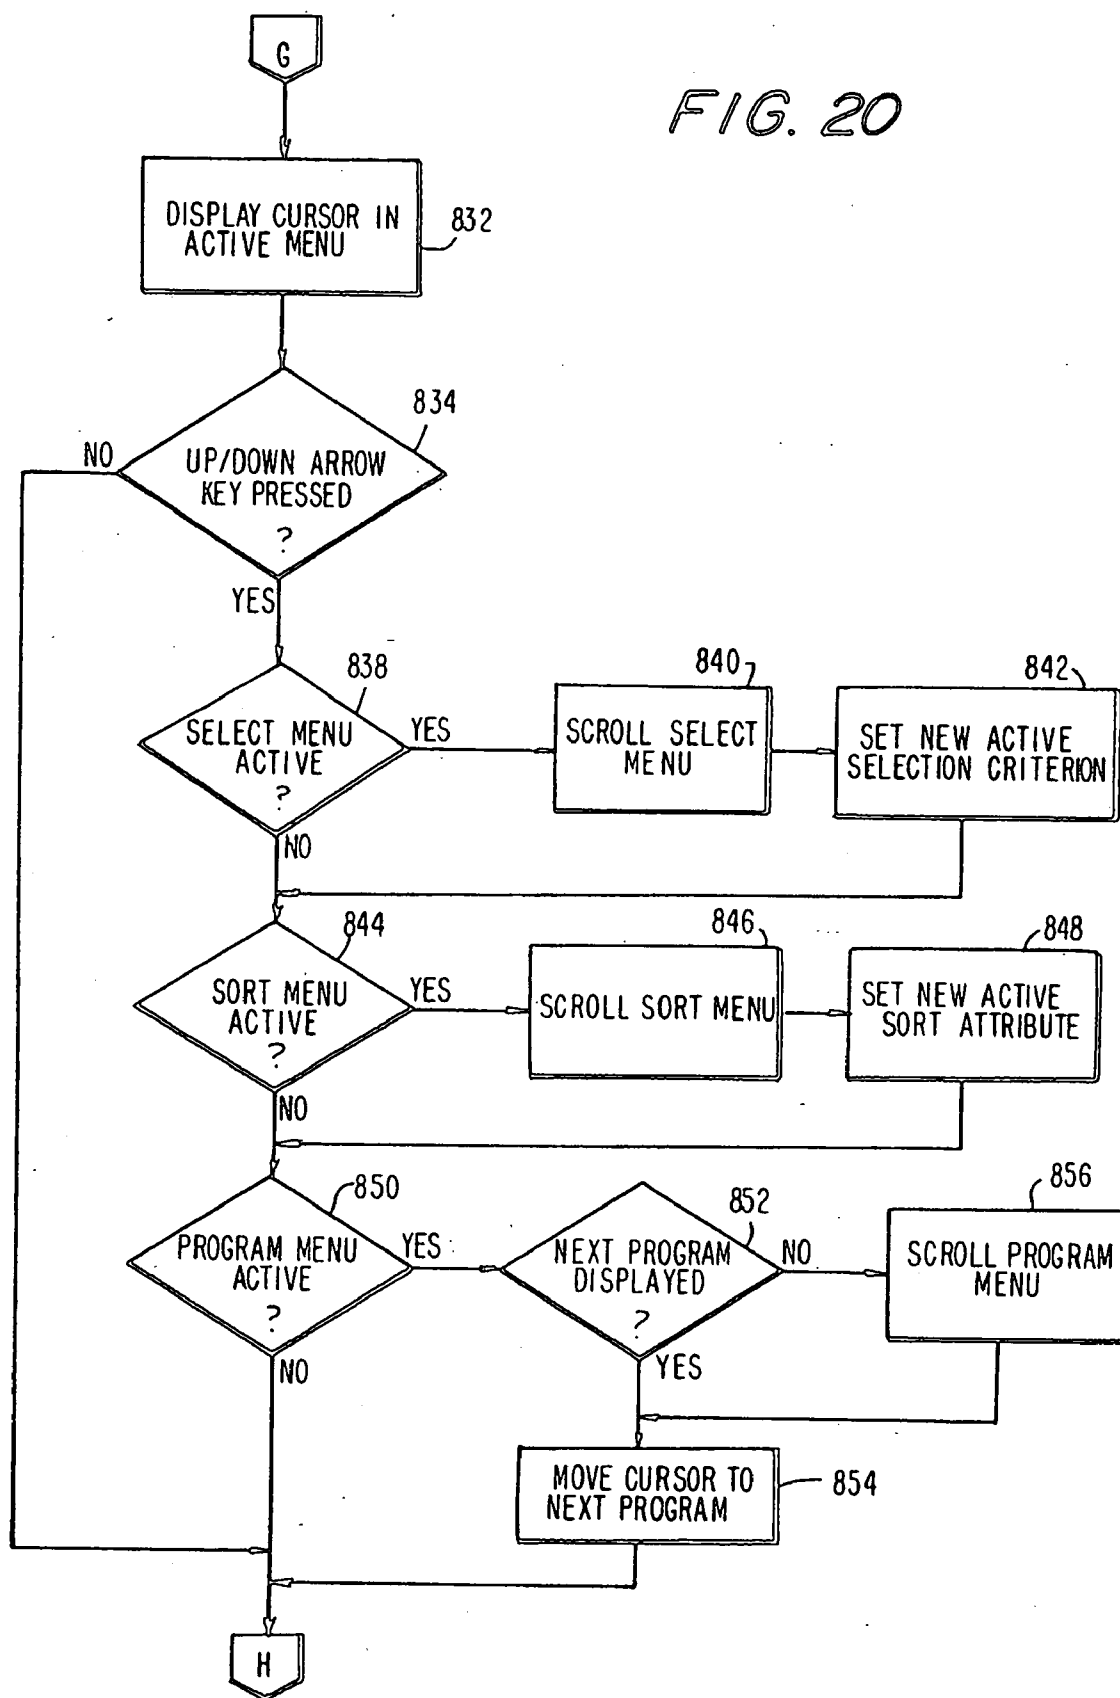 G
FIG. 20
DISPLAY CURSOR IN
ACTIVE MENU
832
834
NO
UP/DOWN ARROW
KEY PRESSED
?
YES
838
SELECT MENU
ACTIVE
?
YES
NO
840
SCROLL SELECT
MENU
842
SET NEW ACTIVE
SELECTION CRITERION
844
SORT MENU
ACTIVE
?
YES
NO
846
SCROLL SORT MENU
848
SET NEW ACTIVE
SORT ATTRIBUTE
850
PROGRAM MENU
ACTIVE
?
YES
NO
852
NEXT PROGRAM
DISPLAYED
?
NO
YES
856
SCROLL PROGRAM
MENU
MOVE CURSOR TO
NEXT PROGRAM
854
H